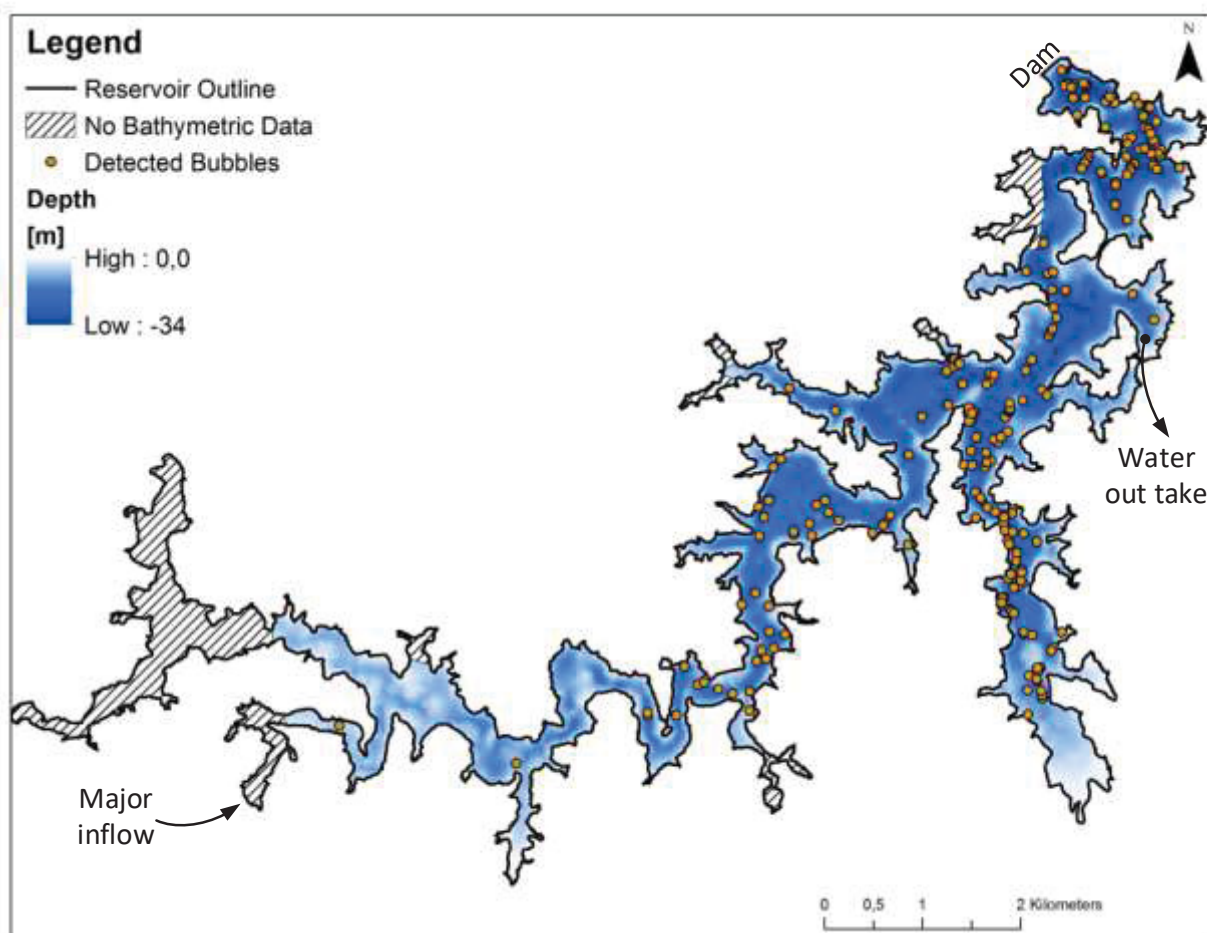 Legend
Reservoir Outline
No Bathymetric Data
Detected Bubbles
Depth
[m]
High : 0,0
Low : -34
N
Dam
Water
out take
Major
inflow
0 0,5 1 2 Kilometers